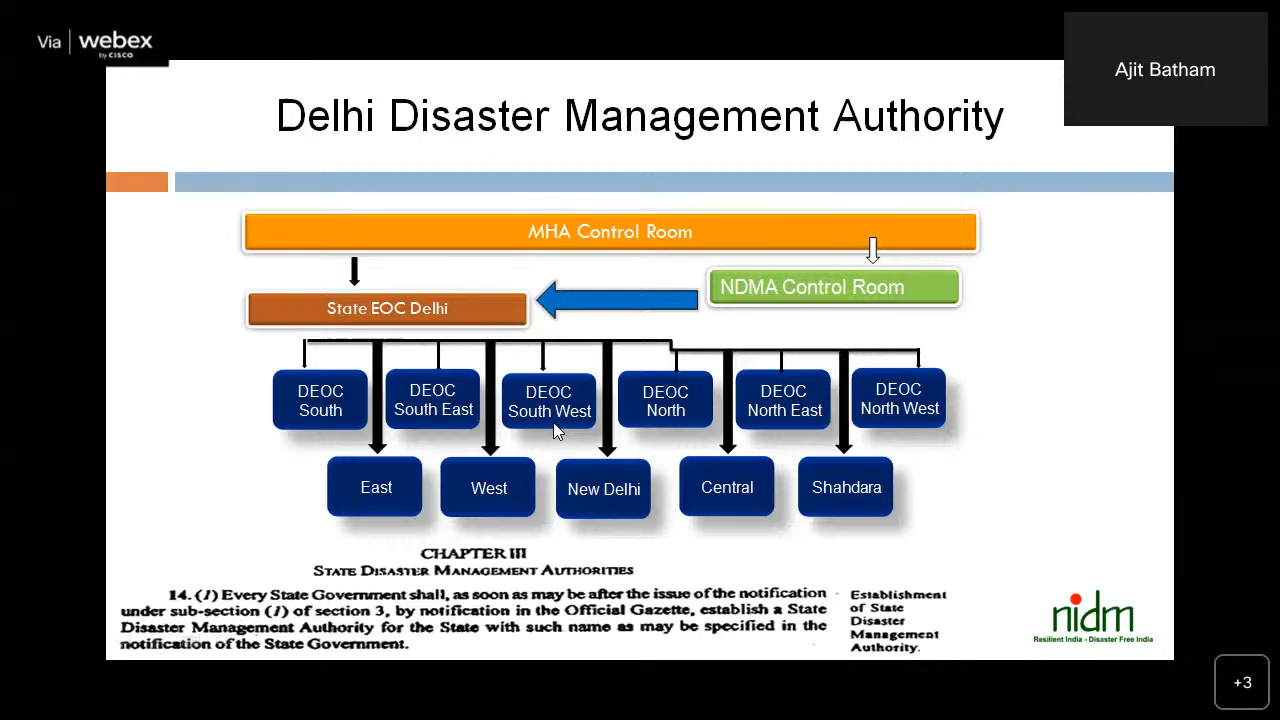 Via webex
by CISCO
Ajit Batham
Delhi Disaster Management Authority
MHA Control Room
NDMA Control Room
State EOC Delhi
DEOC
South
DEOC
South East
DEOC
South West
DEOC
North
DEOC
North East
DEOC
North West
East
West
New Delhi
Central
Shahdara
CHAPTER III
STATE DISASTER MANAGEMENT AUTHORITIES
14. (1) Every State Government shall, as soon as may be after the issue of the notification
under sub-section (1) of section 3, by notification in the Official Gazette, establish a State
Disaster Management Authority for the State with such name as may be specified in the
notification of the State Government.
Establishment
of State
Disaster
Management
Authority.
nidm
Resilient India - Disaster Free India
+3